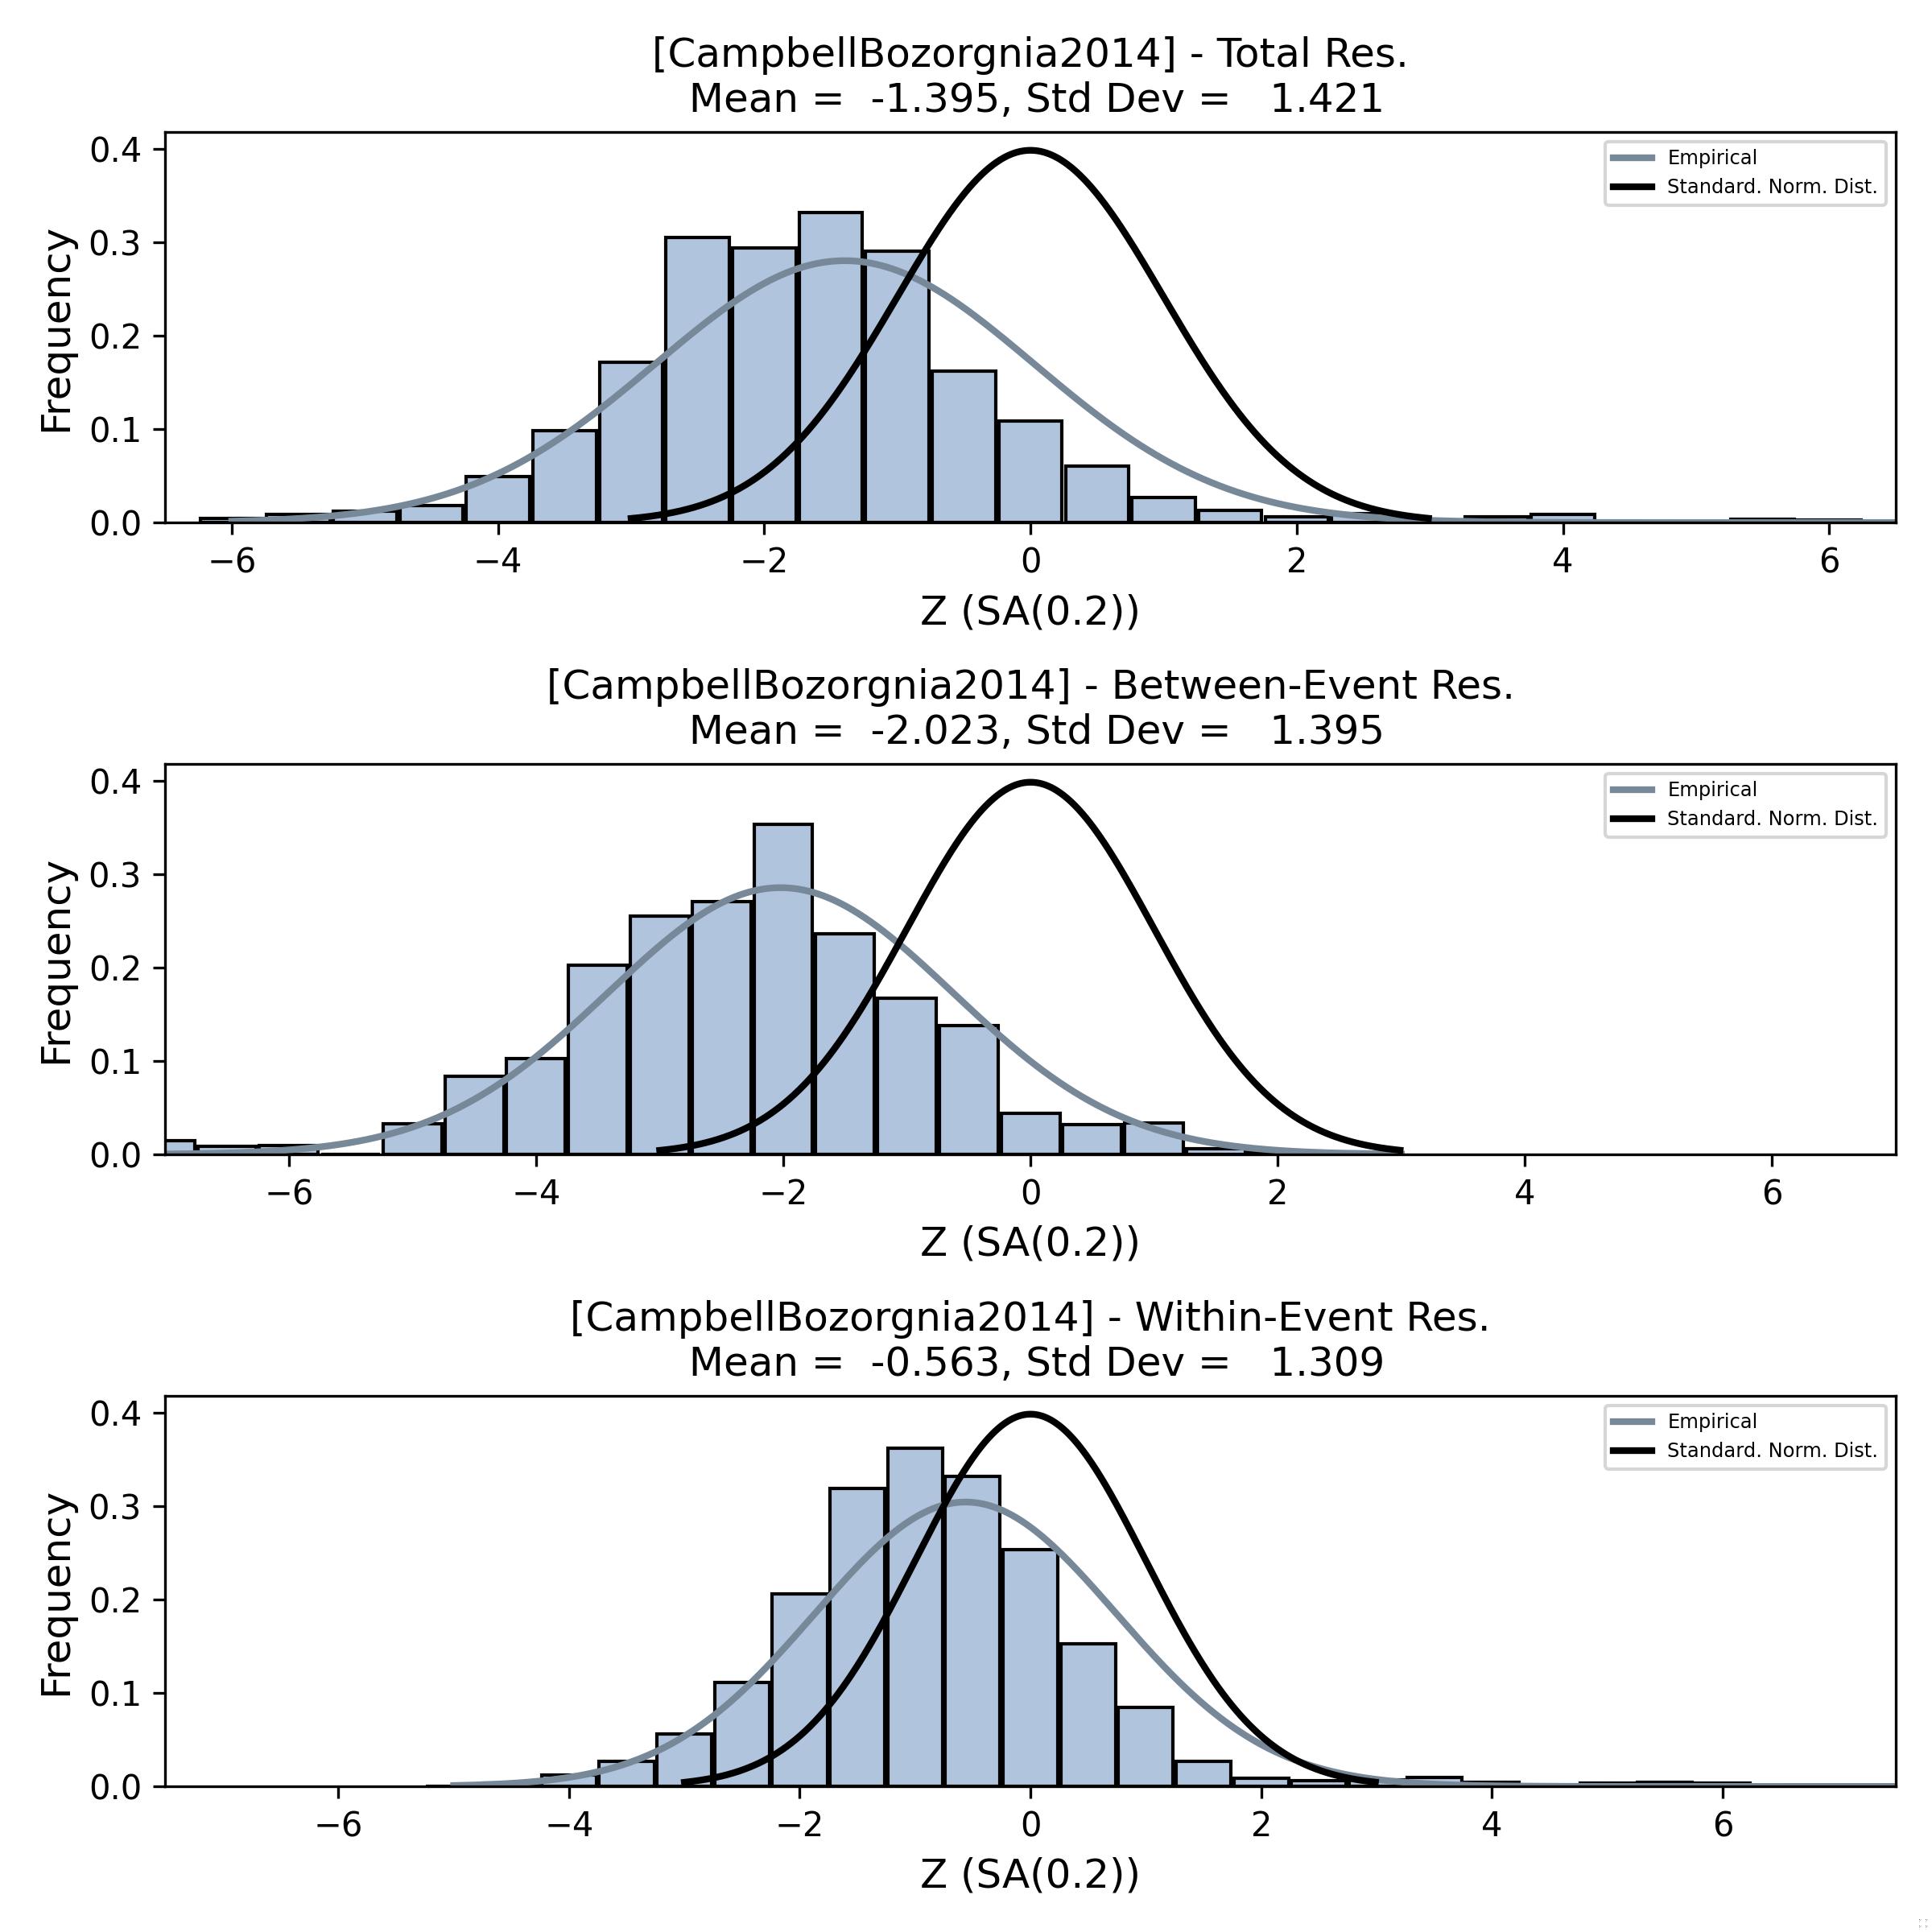 [CampbellBozorgnia2014] - Total Res.
Mean = -1.395, Std Dev = 1.421
Frequency
0.4
0.3
0.2
0.1
0.0
Empirical
Standard. Norm. Dist.
−6 −4 −2 0 2 4 6
Z (SA(0.2))
[CampbellBozorgnia2014] - Between-Event Res.
Mean = -2.023, Std Dev = 1.395
Frequency
0.4
0.3
0.2
0.1
0.0
Empirical
Standard. Norm. Dist.
−6 −4 −2 0 2 4 6
Z (SA(0.2))
[CampbellBozorgnia2014] - Within-Event Res.
Mean = -0.563, Std Dev = 1.309
Frequency
0.4
0.3
0.2
0.1
0.0
Empirical
Standard. Norm. Dist.
−6 −4 −2 0 2 4 6
Z (SA(0.2))